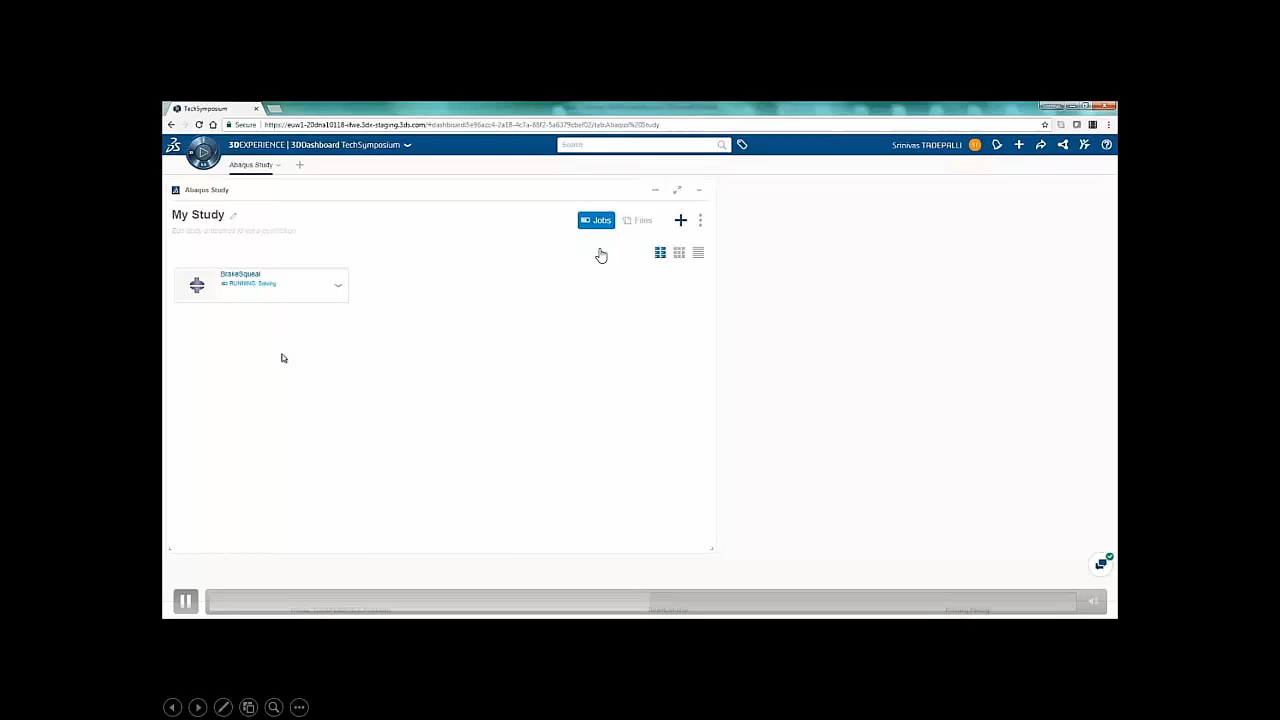 TechSymposium
Secure
3DEXPERIENCE | 3DDashboard TechSymposium
Search
Srinivas TADEPALLI
ST
Abaqus Study
Abaqus Study
My Study
Jobs
Files
BrakeSqueal
RUNNING: Solving